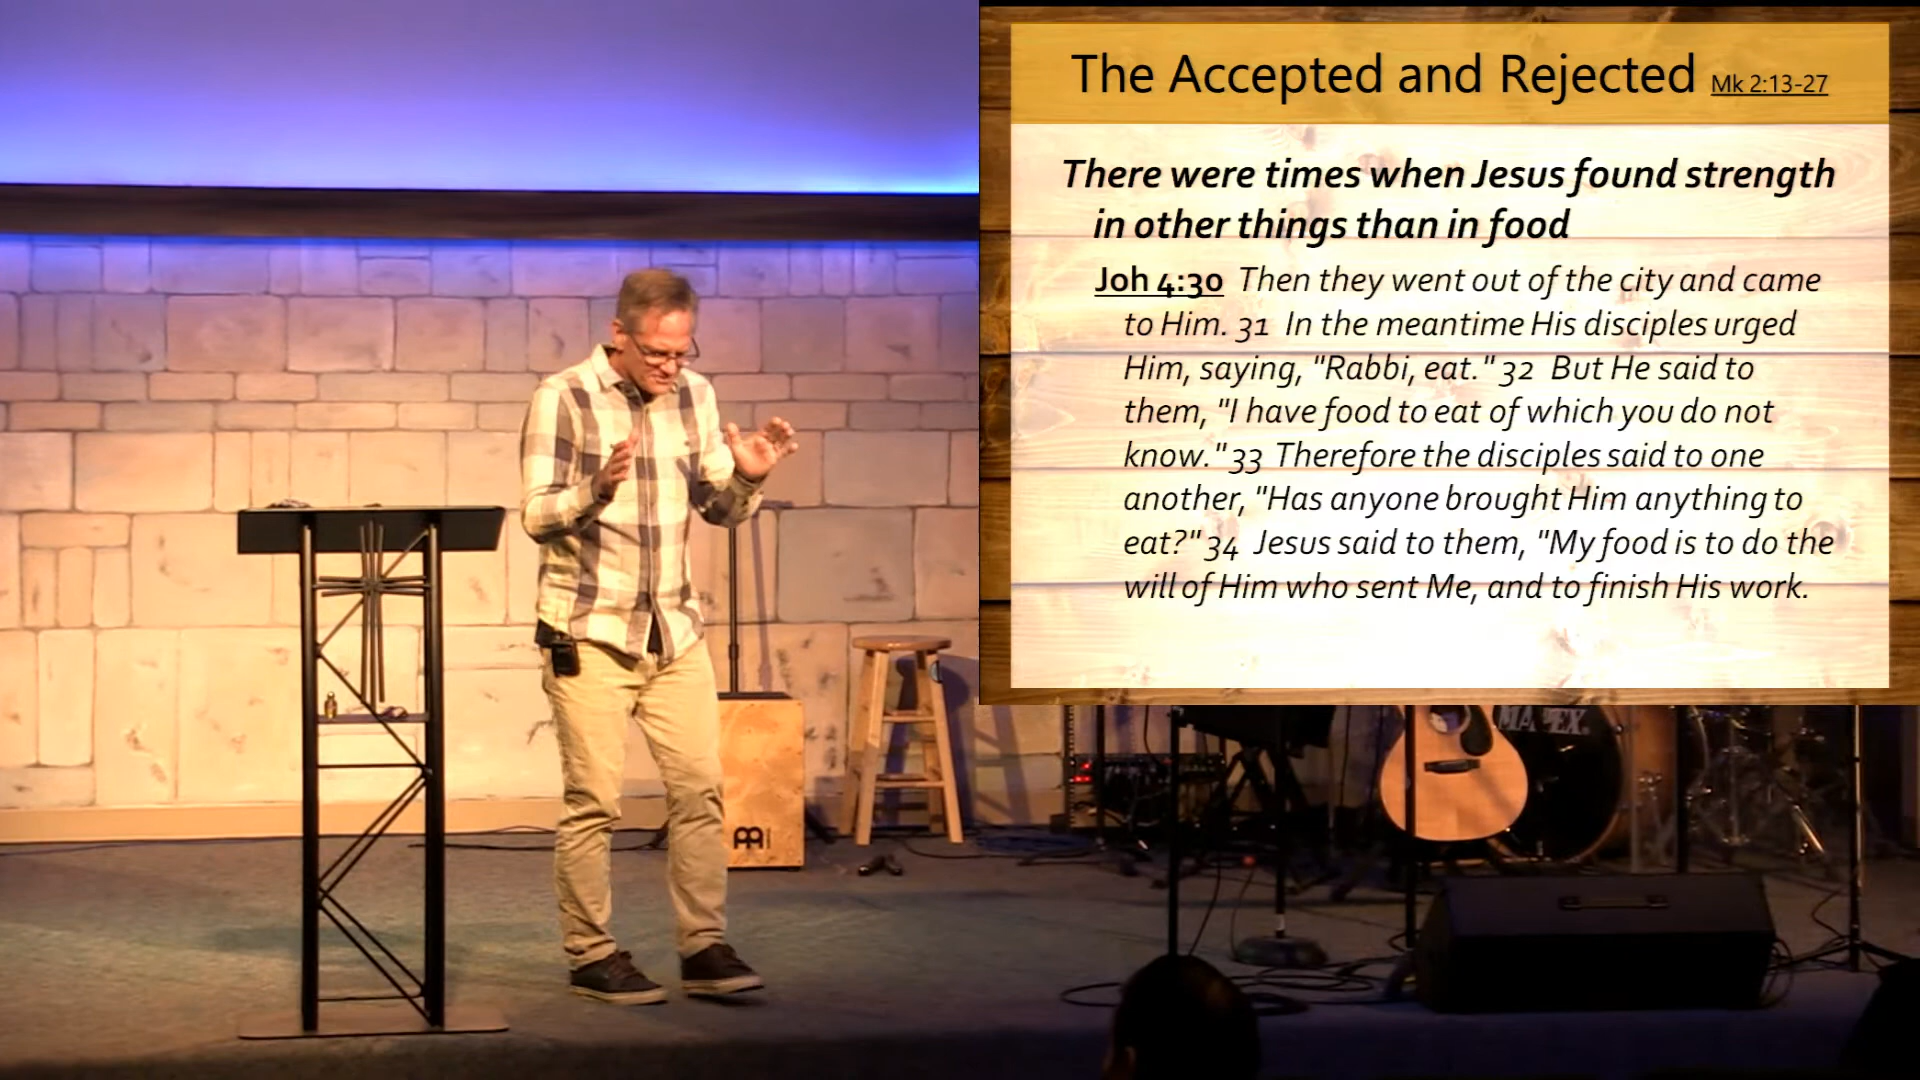 The Accepted and Rejected Mk 2:13-27
There were times when Jesus found strength
in other things than in food
Joh 4:30 Then they went out of the city and came
to Him. 31 In the meantime His disciples urged
Him, saying, "Rabbi, eat." 32 But He said to
them, "I have food to eat of which you do not
know." 33 Therefore the disciples said to one
another, "Has anyone brought Him anything to
eat?" 34 Jesus said to them, "My food is to do the
will of Him who sent Me, and to finish His work.
MAPEX.